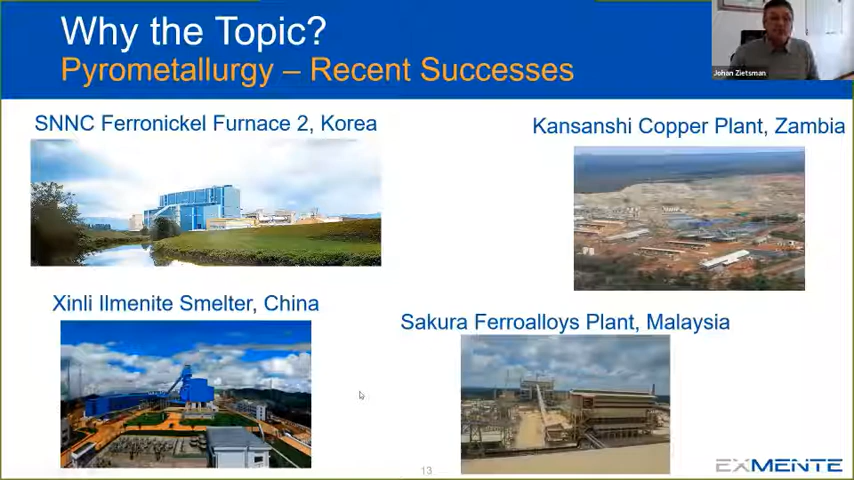 Why the Topic?
Pyrometallurgy – Recent Successes
Johan Zietsman
SNNC Ferronickel Furnace 2, Korea
Kansanshi Copper Plant, Zambia
Xinli Ilmenite Smelter, China
Sakura Ferroalloys Plant, Malaysia
13
EXMENTE